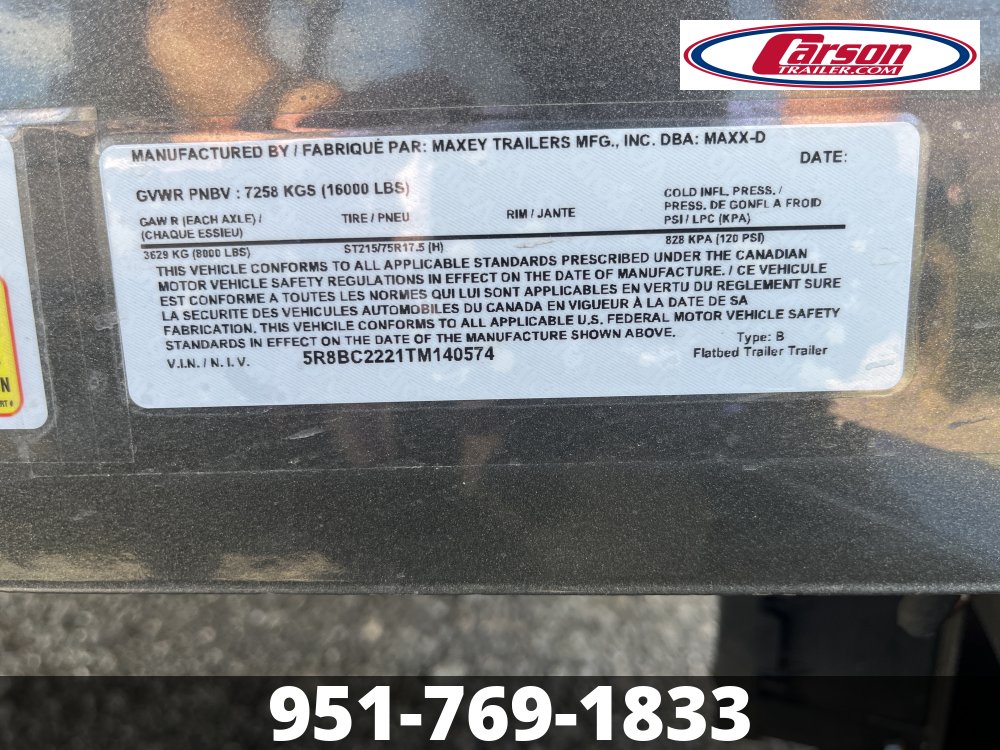 Carson
TRAILER.COM
MANUFACTURED BY / FABRIQUÉ PAR: MAXEY TRAILERS MFG., INC. DBA: MAXX-D
DATE:
GVWR PNBV : 7258 KGS (16000 LBS)
GAWR (EACH AXLE) /
(CHAQUE ESSIEU)
TIRE / PNEU
RIM / JANTE
COLD INFL. PRESS. /
PRESS. DE GONFL A FROID
PSI / LPC (KPA)
3629 KG (8000 LBS)
ST215/75R17.5 (H)
828 KPA (120 PSI)
THIS VEHICLE CONFORMS TO ALL APPLICABLE STANDARDS PRESCRIBED UNDER THE CANADIAN
MOTOR VEHICLE SAFETY REGULATIONS IN EFFECT ON THE DATE OF MANUFACTURE. / CE VEHICULE
EST CONFORME A TOUTES LES NORMES QUI LUI SONT APPLICABLES EN VERTU DU REGLEMENT SURE
LA SECURITE DES VEHICULES AUTOMOBILES DU CANADA EN VIGUEUR À LA DATE DE SA
FABRICATION. THIS VEHICILE CONFORMS TO ALL APPLICABLE U.S. FEDERAL MOTOR VEHICLE SAFETY
STANDARDS IN EFFECT ON THE DATE OF THE MANUFACTURE SHOWN ABOVE.
V.I.N. / N.I.V.
5R8BC2221TM140574
Type: B
Flatbed Trailer Trailer
951-769-1833